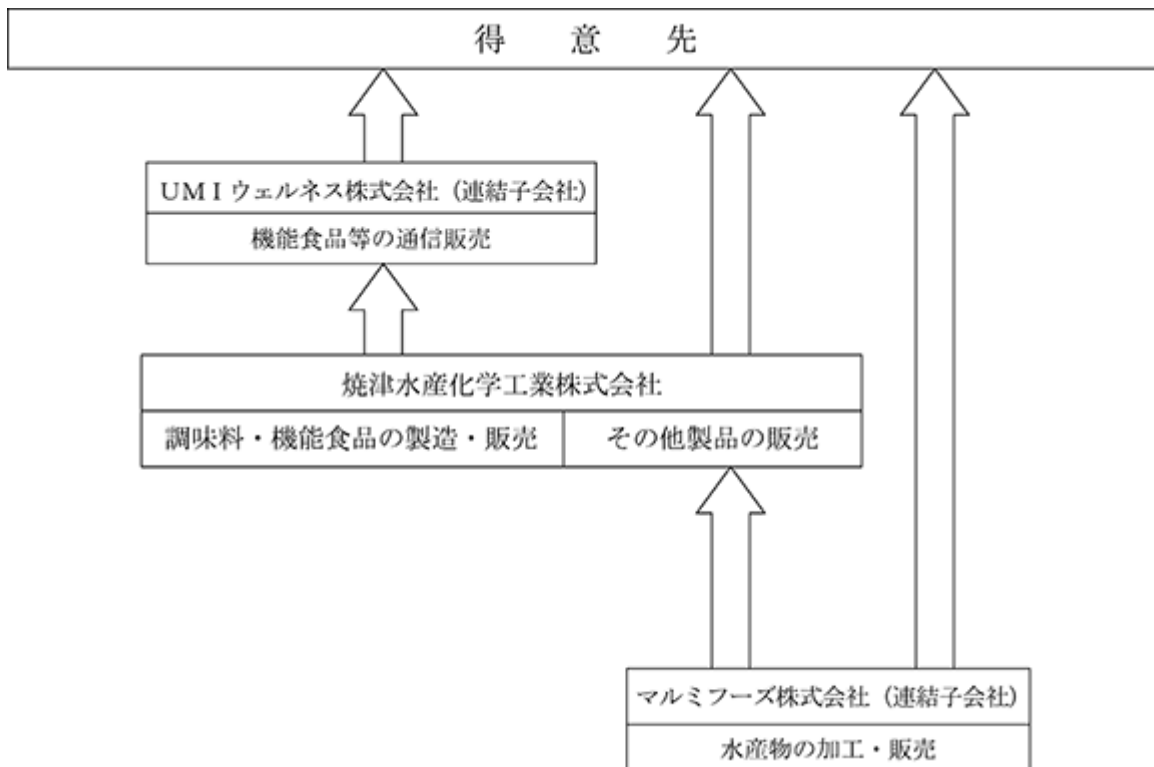 得意先
UMIウェルネス株式会社(連結子会社)
機能食品等の通信販売
焼津水産化学工業株式会社
調味料・機能食品の製造・販売
その他製品の販売
マルミフーズ株式会社(連結子会社)
水産物の加工・販売